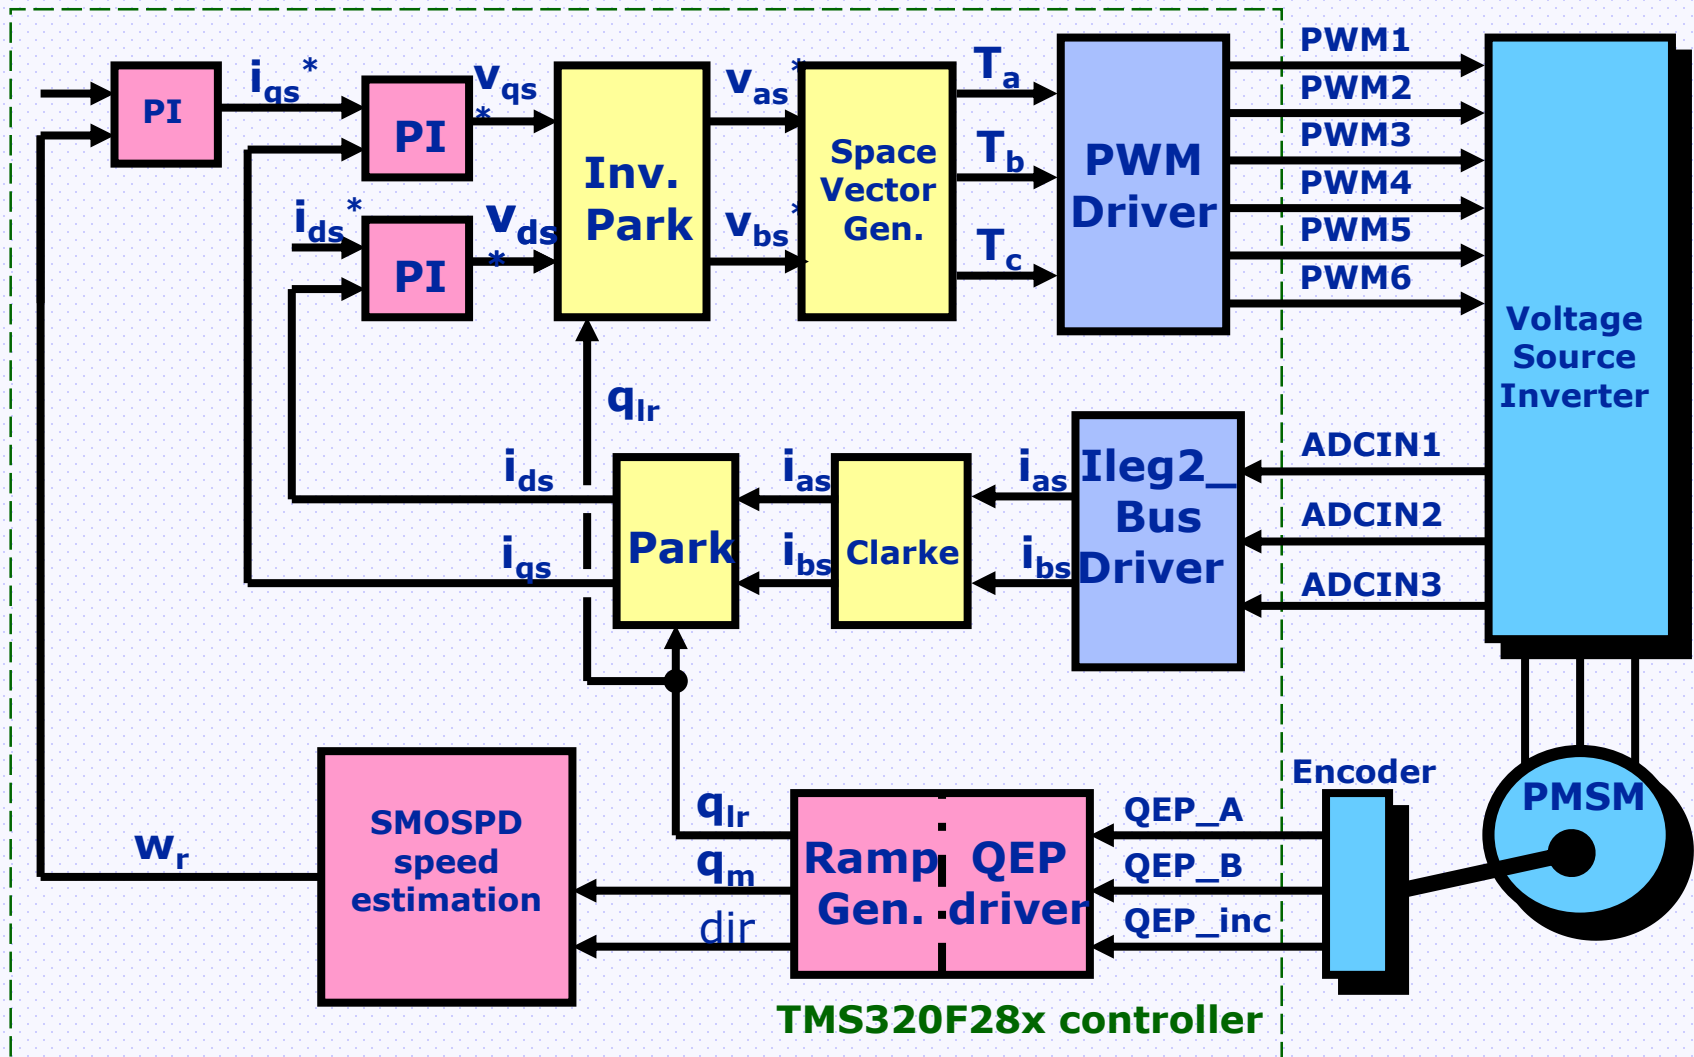 PI
iqs*
PI
vqs*
ids*
PI
vds*
Inv.
Park
vas*
vbs*
Space
Vector
Gen.
Ta
Tb
Tc
PWM
Driver
PWM1
PWM2
PWM3
PWM4
PWM5
PWM6
Voltage
Source
Inverter
qlr
ids
iqs
Park
ias
ibs
Clarke
ias
ibs
Ileg2_
Bus
Driver
ADCIN1
ADCIN2
ADCIN3
wr
SMOSPD
speed
estimation
qlr
qm
dir
Ramp
Gen.
QEP
driver
QEP_A
QEP_B
QEP_inc
Encoder
PMSM
TMS320F28x controller